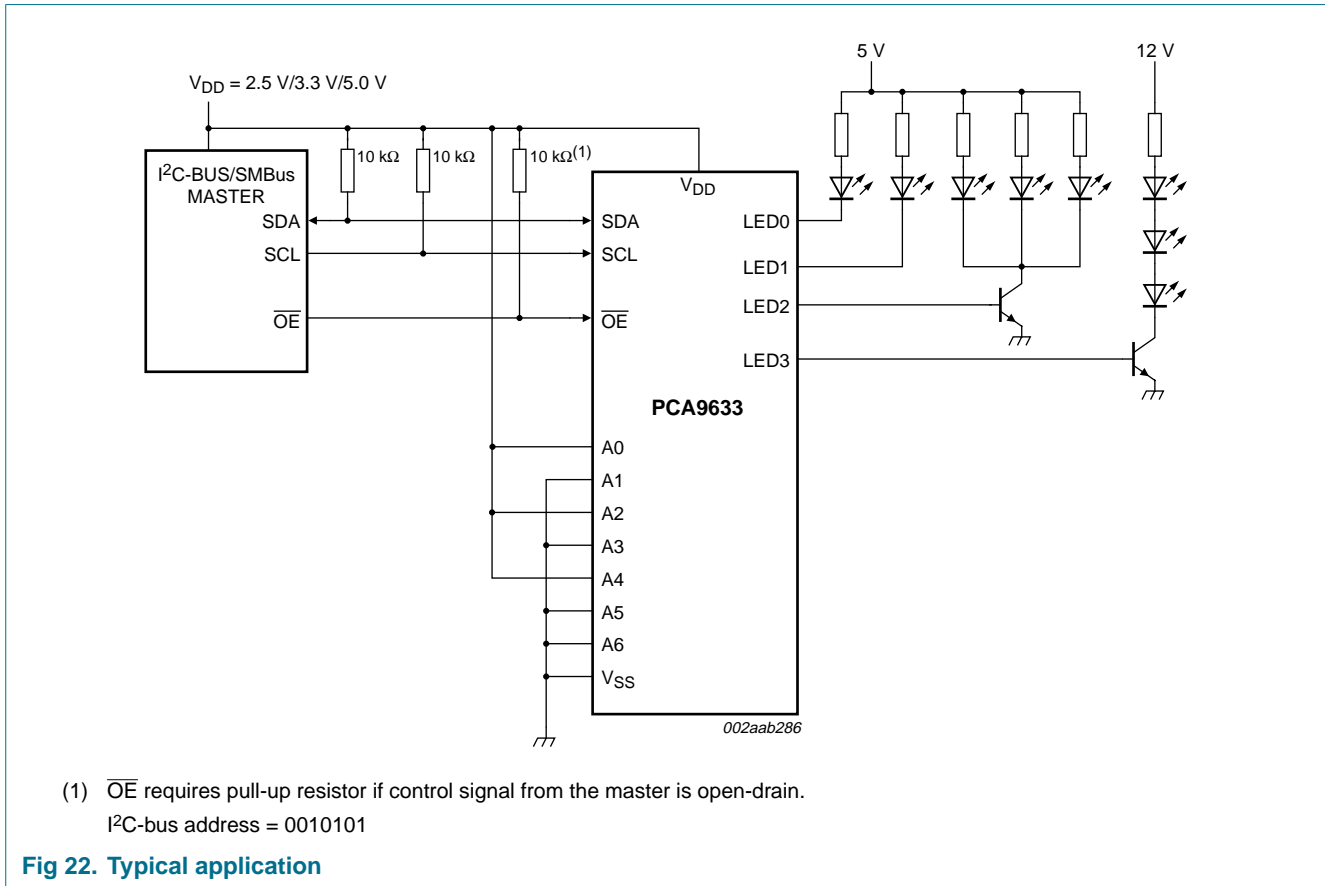 5 V
12 V
VDD = 2.5 V/3.3 V/5.0 V
10 kΩ
10 kΩ
10 kΩ(1)
I2C-BUS/SMBus
MASTER
SDA
SCL
OE
VDD
SDA
SCL
OE
LED0
LED1
LED2
LED3
PCA9633
A0
A1
A2
A3
A4
A5
A6
VSS
002aab286
(1) OE requires pull-up resistor if control signal from the master is open-drain.
I2C-bus address = 0010101
Fig 22. Typical application